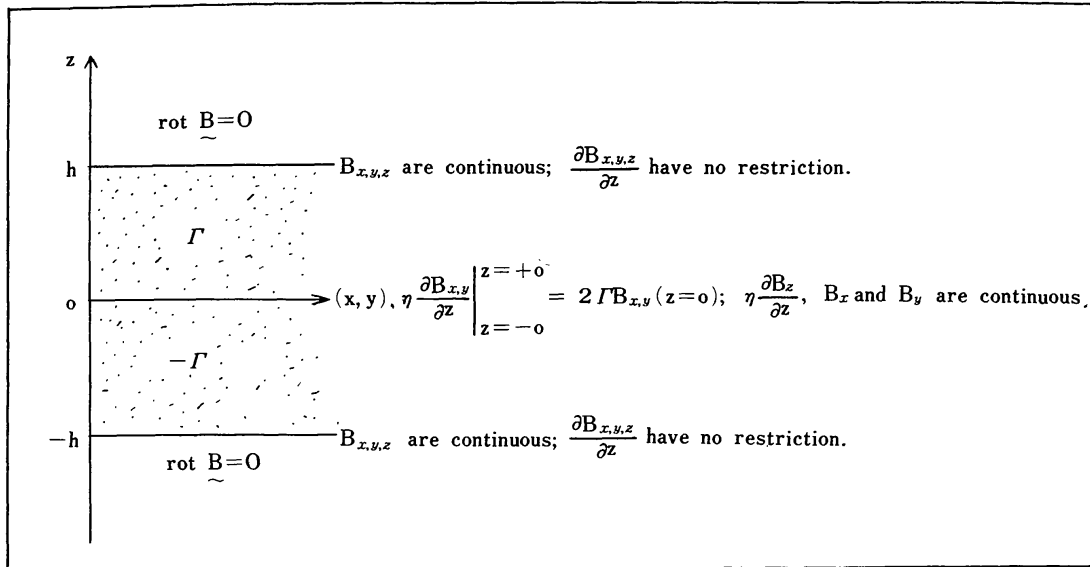 z
rot B=O
h
B_{x,y,z} are continuous; ∂B_{x,y,z}/∂z have no restriction.
Γ
o (x, y), η ∂B_{x,y}/∂z |_{z=−o}^{z=+o} = 2ΓB_{x,y}(z=o); η ∂B_z/∂z, B_x and B_y are continuous.
−Γ
−h
B_{x,y,z} are continuous; ∂B_{x,y,z}/∂z have no restriction.
rot B=O